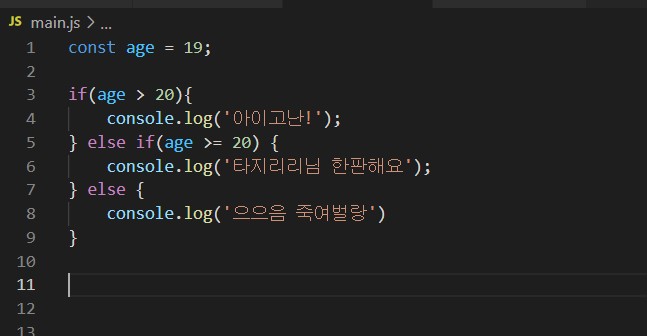 JS main.js > ...
1 const age = 19;
2
3 if(age > 20){
4     console.log('아이고난!');
5 } else if(age >= 20) {
6     console.log('타지리리님 한판해요');
7 } else {
8     console.log('으으음 죽여벌랑')
9 }
10
11
12
13